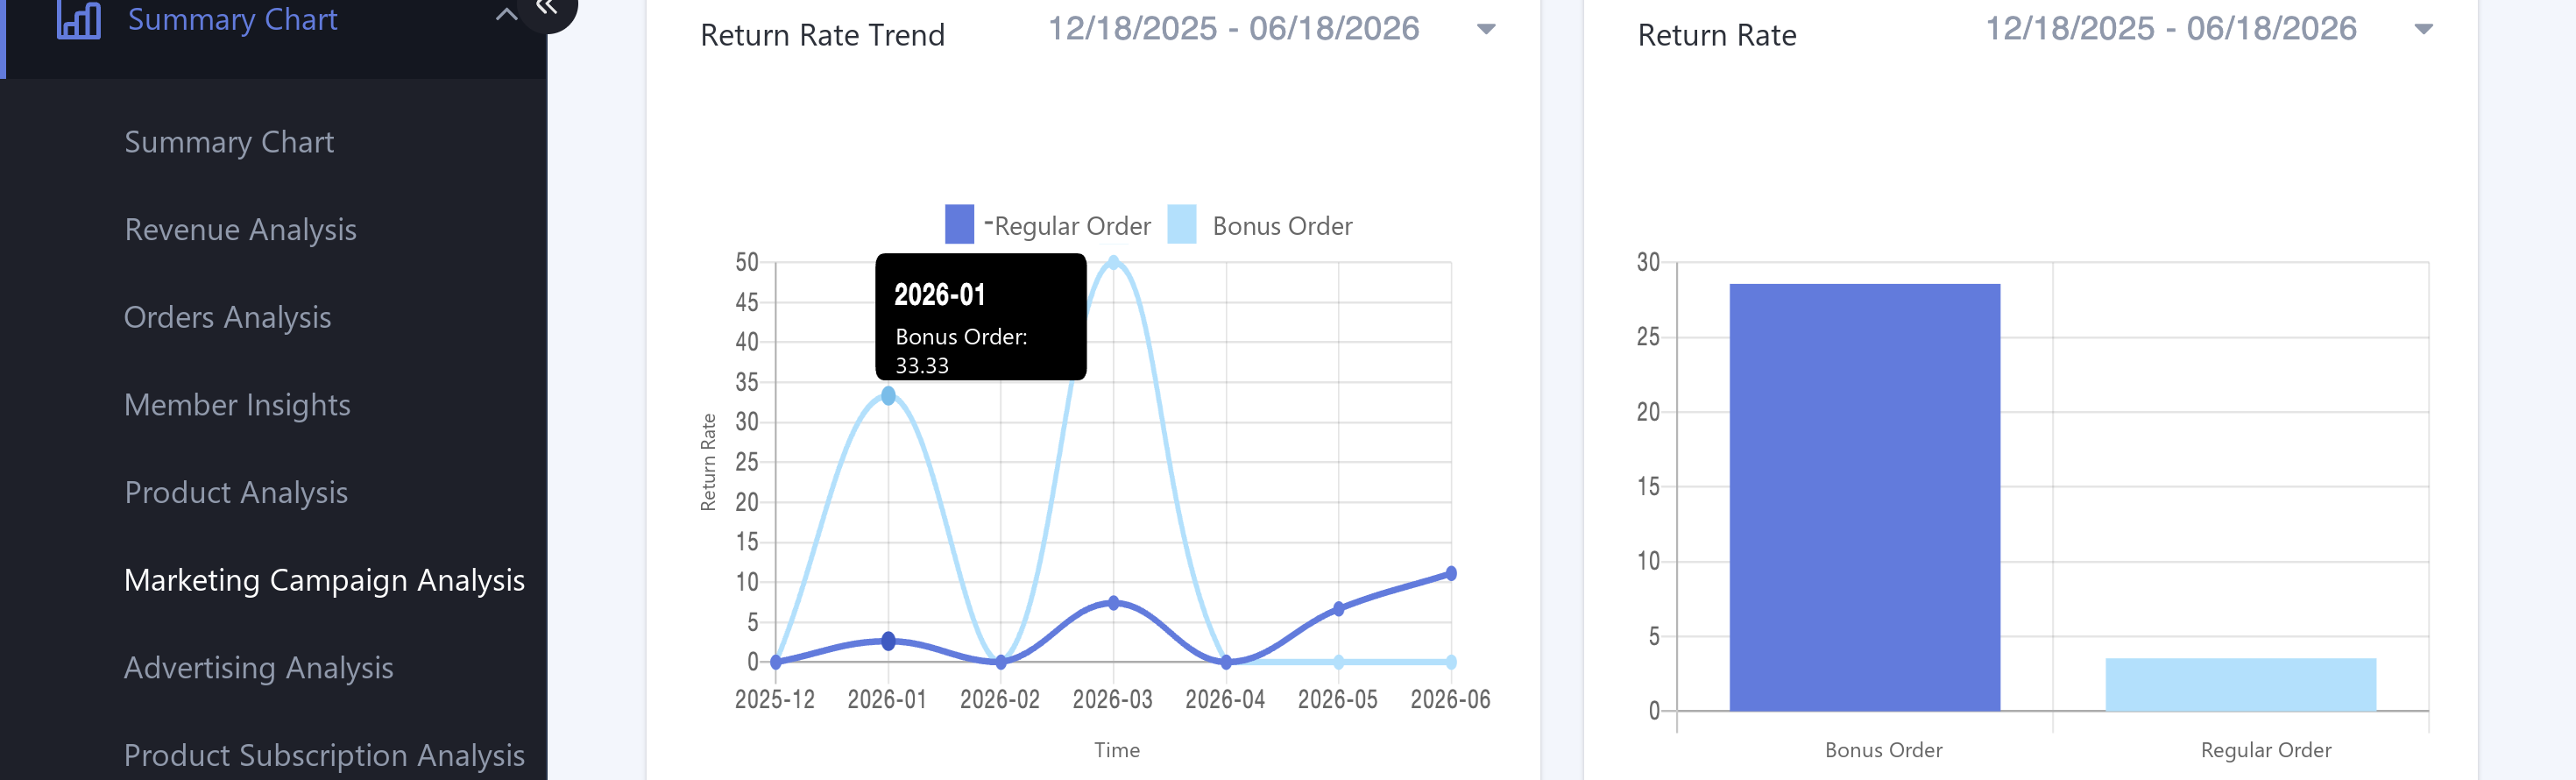 Summary Chart
Summary Chart
Revenue Analysis
Orders Analysis
Member Insights
Product Analysis
Marketing Campaign Analysis
Advertising Analysis
Product Subscription Analysis
Return Rate Trend
12/18/2025 - 06/18/2026
-Regular Order
Bonus Order
50
45
40
35
30
25
20
15
10
5
0
Return Rate
2026-01
Bonus Order:
33.33
2025-12 2026-01 2026-02 2026-03 2026-04 2026-05 2026-06
Time
Return Rate
12/18/2025 - 06/18/2026
30
25
20
15
10
5
0
Bonus Order
Regular Order